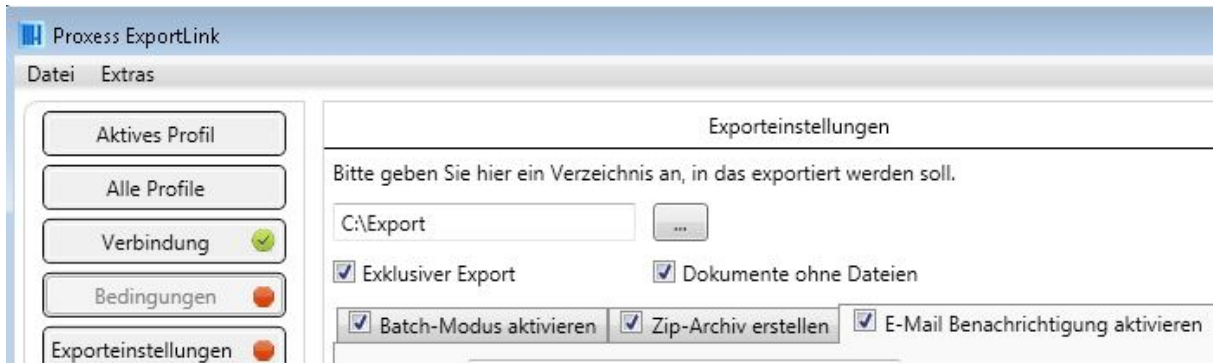 Proxess ExportLink
Datei Extras
Aktives Profil
Alle Profile
Verbindung
Bedingungen
Exporteinstellungen
Exporteinstellungen
Bitte geben Sie hier ein Verzeichnis an, in das exportiert werden soll.
C:\Export
...
Exklusiver Export Dokumente ohne Dateien
Batch-Modus aktivieren Zip-Archiv erstellen E-Mail Benachrichtigung aktivieren